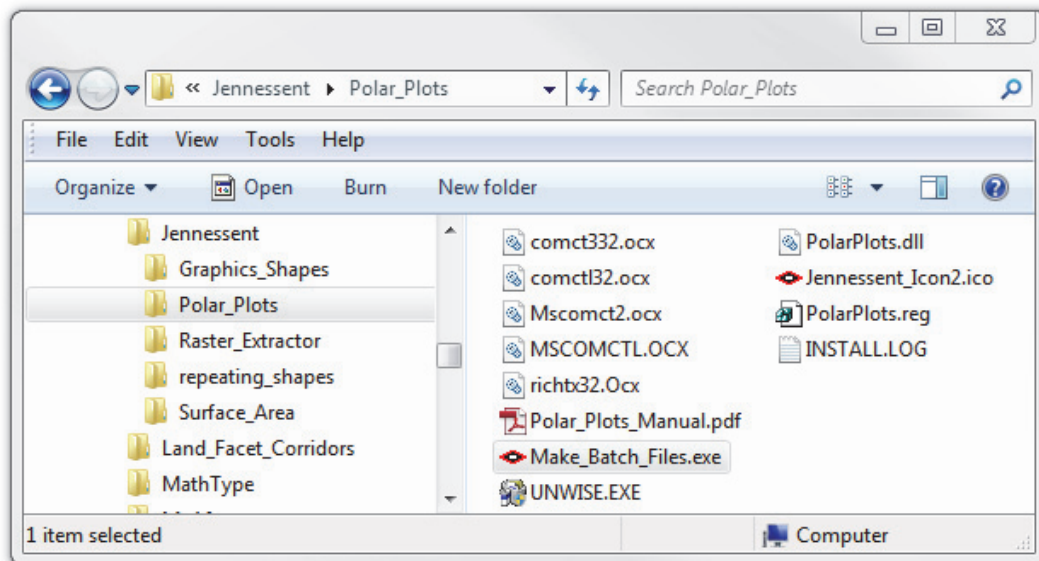 « Jennessent Polar_Plots
Search Polar_Plots
File Edit View Tools Help
Organize Open Burn New folder
Jennessent
Graphics_Shapes
Polar_Plots
Raster_Extractor
repeating_shapes
Surface_Area
Land_Facet_Corridors
MathType
comct332.ocx
comctl32.ocx
Mscomct2.ocx
MSCOMCTL.OCX
richtx32.Ocx
Polar_Plots_Manual.pdf
Make_Batch_Files.exe
UNWISE.EXE
PolarPlots.dll
Jennessent_Icon2.ico
PolarPlots.reg
INSTALL.LOG
1 item selected
Computer